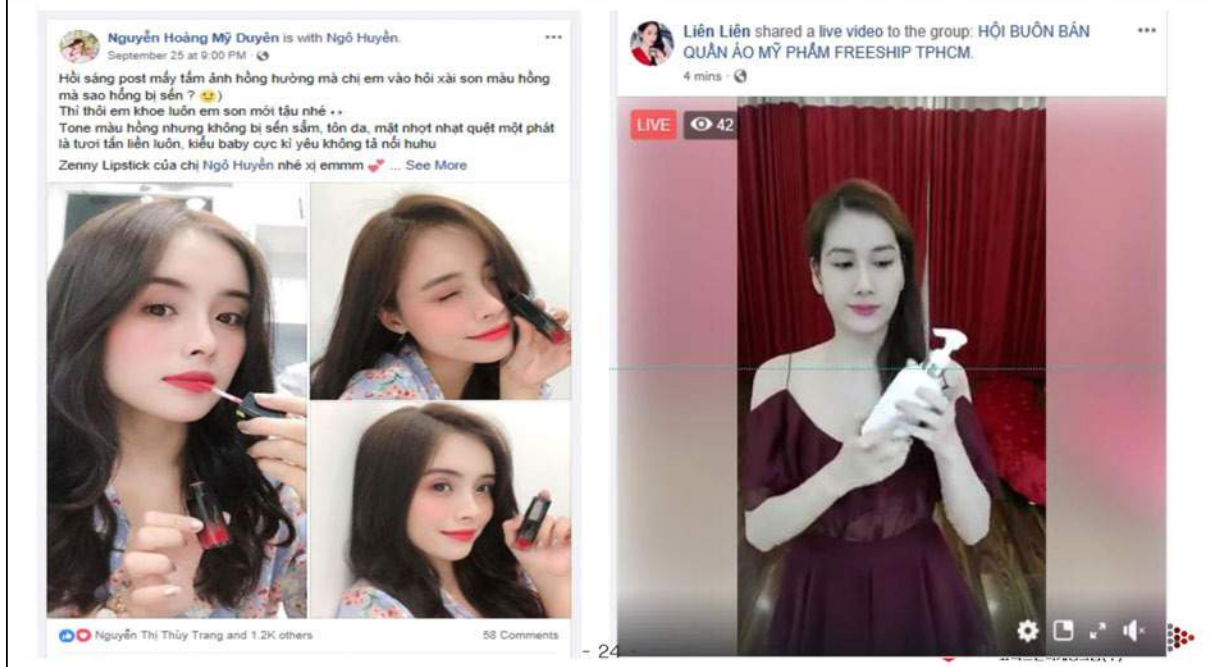 Nguyễn Hoàng Mỹ Duyên is with Ngô Huyền.
September 25 at 9:00 PM
Hồi sáng post mấy tấm ảnh hồng hường mà chị em vào hỏi xài son màu hồng
mà sao hổng bị sến ? )
Thì thôi em khoe luôn em son mới tậu nhé
Tone màu hồng nhưng không bị sến sẩm, tôn da, mặt nhợt nhạt quệt một phát
là tươi tắn liền luôn, kiểu baby cực kì yêu không tả nổi huhu
Zenny Lipstick của chị Ngô Huyền nhé xị emmm ... See More
Nguyễn Thị Thùy Trang and 1.2K others
58 Comments
Liên Liên shared a live video to the group: HỘI BUÔN BÁN
QUẦN ÁO MỸ PHẨM FREESHIP TPHCM.
4 mins
LIVE 42
- 24 -